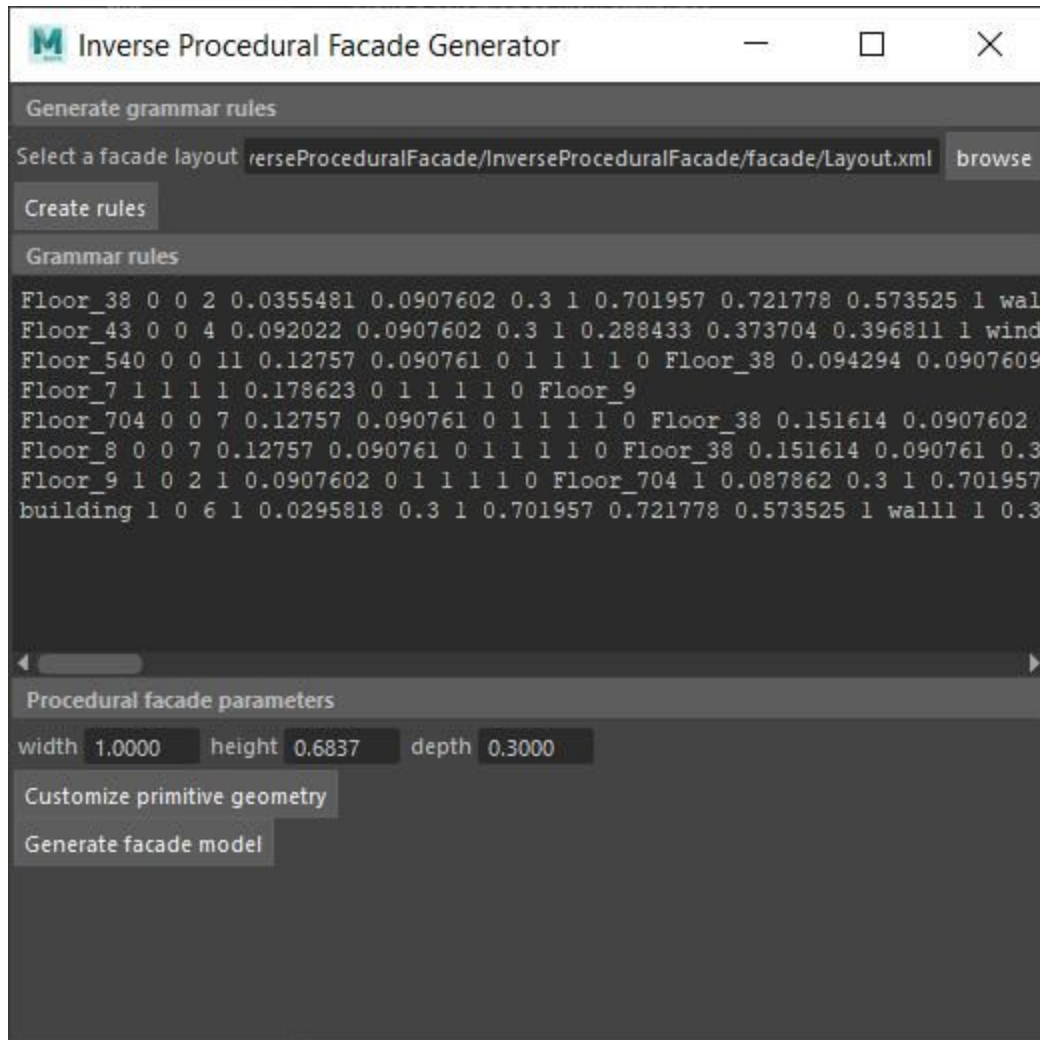 Inverse Procedural Facade Generator
Generate grammar rules
Select a facade layout erseProceduralFacade/InverseProceduralFacade/facade/Layout.xml browse
Create rules
Grammar rules
Floor_38 0 0 2 0.0355481 0.0907602 0.3 1 0.701957 0.721778 0.573525 1 wal
Floor_43 0 0 4 0.092022 0.0907602 0.3 1 0.288433 0.373704 0.396811 1 wind
Floor_540 0 0 11 0.12757 0.090761 0 1 1 1 1 0 Floor_38 0.094294 0.0907609
Floor_7 1 1 1 1 0.178623 0 1 1 1 1 0 Floor_9
Floor_704 0 0 7 0.12757 0.090761 0 1 1 1 1 0 Floor_38 0.151614 0.0907602
Floor_8 0 0 7 0.12757 0.090761 0 1 1 1 1 0 Floor_38 0.151614 0.090761 0.3
Floor_9 1 0 2 1 0.0907602 0 1 1 1 1 0 Floor_704 1 0.087862 0.3 1 0.701957
building 1 0 6 1 0.0295818 0.3 1 0.701957 0.721778 0.573525 1 wall1 1 0.3
Procedural facade parameters
width 1.0000 height 0.6837 depth 0.3000
Customize primitive geometry
Generate facade model